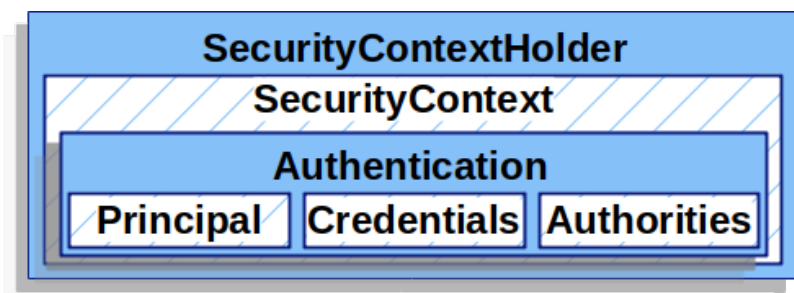 SecurityContextHolder
SecurityContext
Authentication
Principal Credentials Authorities